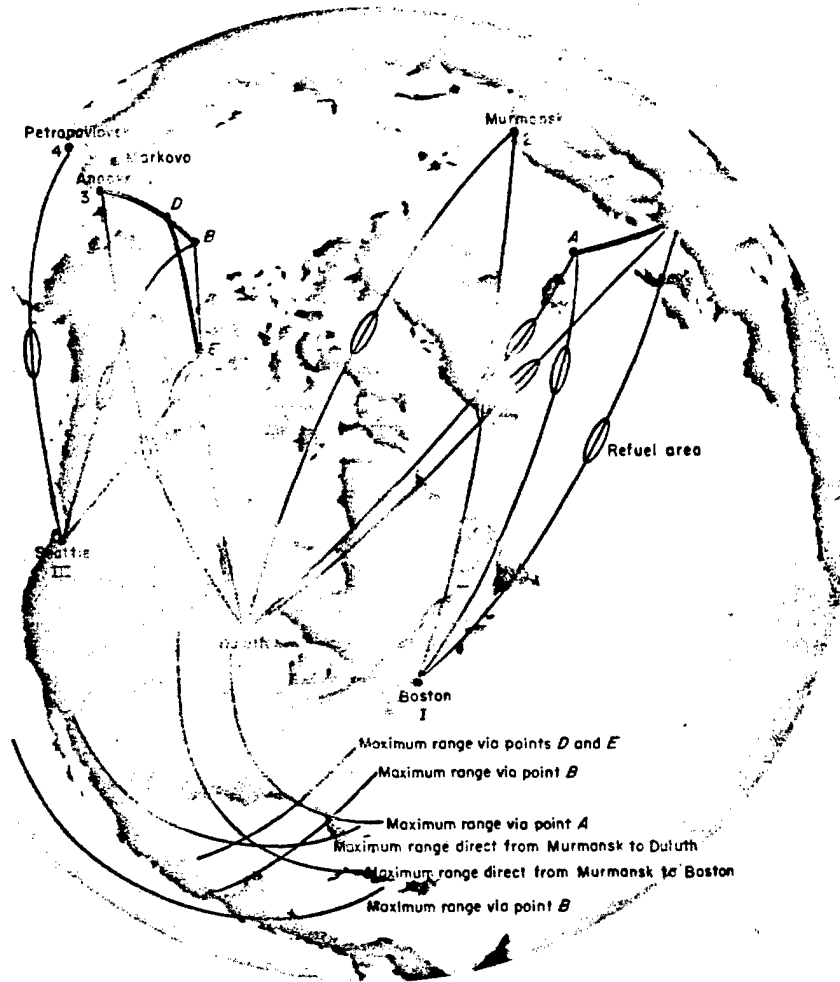 Murmansk
2
Petropavlovsk
4
Markovo
3
D
B
A
E
Refuel area
Seattle
III
Boston
I
Maximum range via points D and E
Maximum range via point B
Maximum range via point A
Maximum range direct from Murmansk to Duluth
Maximum range direct from Murmansk to Boston
Maximum range via point B